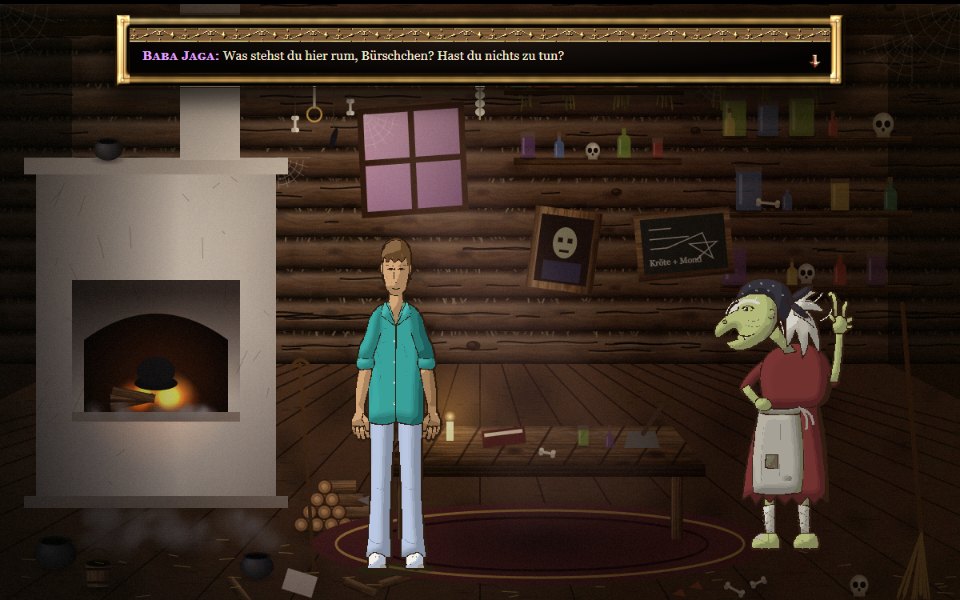 Baba Jaga: Was stehst du hier rum, Bürschchen? Hast du nichts zu tun?
Kröte + Mond